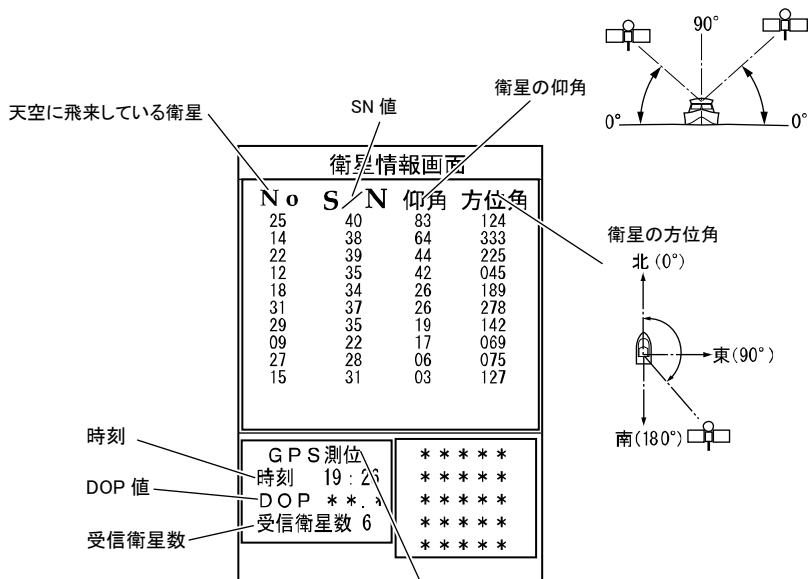 90°
0°
0°
衛星の仰角
SN 値
天空に飛来している衛星
衛星情報画面
No S/N 仰角 方位角
25 40 83 124
14 38 64 333
22 39 44 225
12 35 42 045
18 34 26 189
31 37 26 278
29 35 19 142
09 22 17 069
27 28 06 075
15 31 03 127
衛星の方位角
北(0°)
東(90°)
南(180°)
時刻
DOP 値
受信衛星数
GPS測位
時刻 19:26
DOP **.*
受信衛星数 6
*****
*****
*****
*****
*****